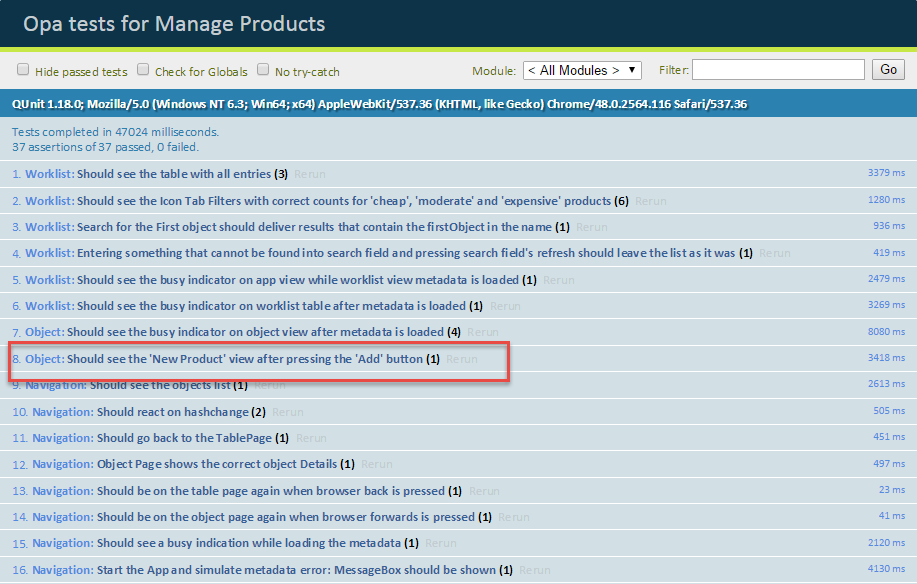 Opa tests for Manage Products
Hide passed tests Check for Globals No try-catch Module: < All Modules > Filter: Go
QUnit 1.18.0; Mozilla/5.0 (Windows NT 6.3; Win64; x64) AppleWebKit/537.36 (KHTML, like Gecko) Chrome/48.0.2564.116 Safari/537.36
Tests completed in 47024 milliseconds.
37 assertions of 37 passed, 0 failed.
1. Worklist: Should see the table with all entries (3) Rerun 3379 ms
2. Worklist: Should see the Icon Tab Filters with correct counts for 'cheap', 'moderate' and 'expensive' products (6) Rerun 1280 ms
3. Worklist: Search for the First object should deliver results that contain the firstObject in the name (1) Rerun 936 ms
4. Worklist: Entering something that cannot be found into search field and pressing search field's refresh should leave the list as it was (1) Rerun 419 ms
5. Worklist: Should see the busy indicator on app view while worklist view metadata is loaded (1) Rerun 2479 ms
6. Worklist: Should see the busy indicator on worklist table after metadata is loaded (1) Rerun 3269 ms
7. Object: Should see the busy indicator on object view after metadata is loaded (4) Rerun 8080 ms
8. Object: Should see the 'New Product' view after pressing the 'Add' button (1) Rerun 3418 ms
9. Navigation: Should see the objects list (1) Rerun 2613 ms
10. Navigation: Should react on hashchange (2) Rerun 505 ms
11. Navigation: Should go back to the TablePage (1) Rerun 451 ms
12. Navigation: Object Page shows the correct object Details (1) Rerun 497 ms
13. Navigation: Should be on the table page again when browser back is pressed (1) Rerun 23 ms
14. Navigation: Should be on the object page again when browser forwards is pressed (1) Rerun 41 ms
15. Navigation: Should see a busy indication while loading the metadata (1) Rerun 2120 ms
16. Navigation: Start the App and simulate metadata error: MessageBox should be shown (1) Rerun 4130 ms